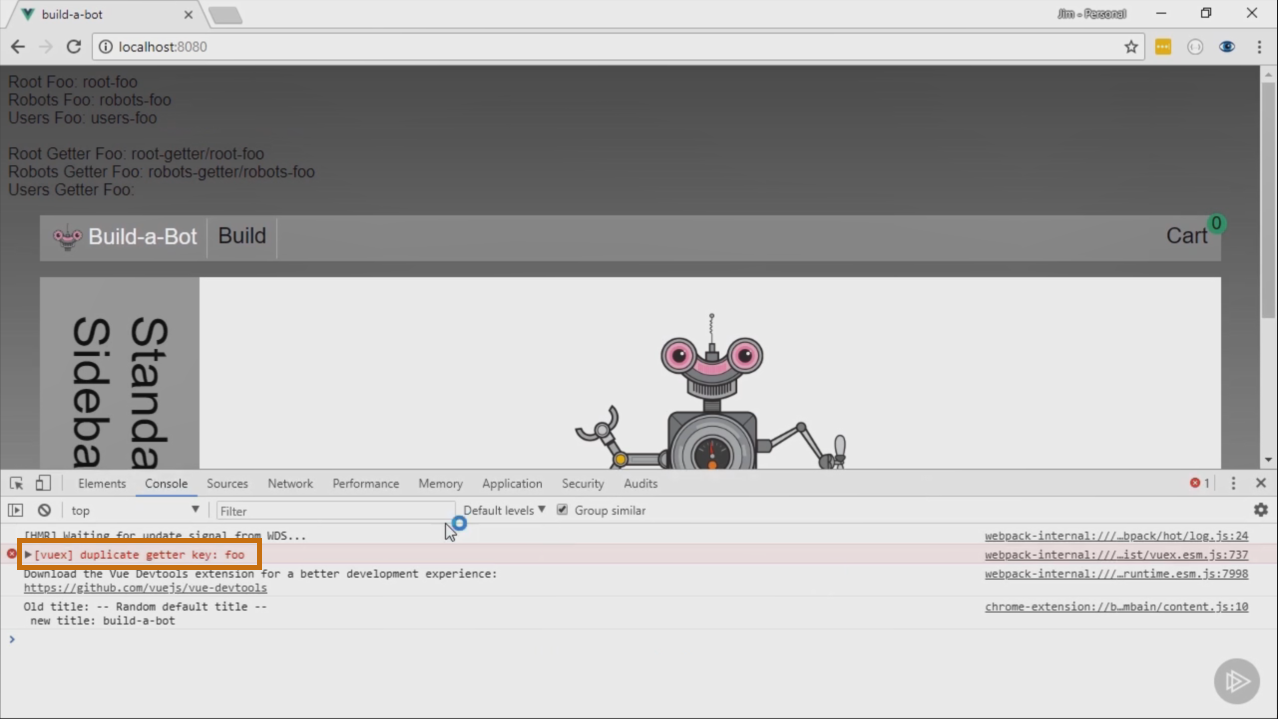 build-a-bot
Jim - Personal
localhost:8080
Root Foo: root-foo
Robots Foo: robots-foo
Users Foo: users-foo
Root Getter Foo: root-getter/root-foo
Robots Getter Foo: robots-getter/robots-foo
Users Getter Foo:
Build-a-Bot Build Cart 0
Standa
Sideba
Elements Console Sources Network Performance Memory Application Security Audits 1
top Filter Default levels Group similar
[HMR] Waiting for update signal from WDS... webpack-internal:///…bpack/hot/log.js:24
[vuex] duplicate getter key: foo webpack-internal:///…ist/vuex.esm.js:737
Download the Vue Devtools extension for a better development experience: webpack-internal:///…runtime.esm.js:7998
https://github.com/vuejs/vue-devtools
Old title: -- Random default title -- chrome-extension://b…mbain/content.js:10
new title: build-a-bot